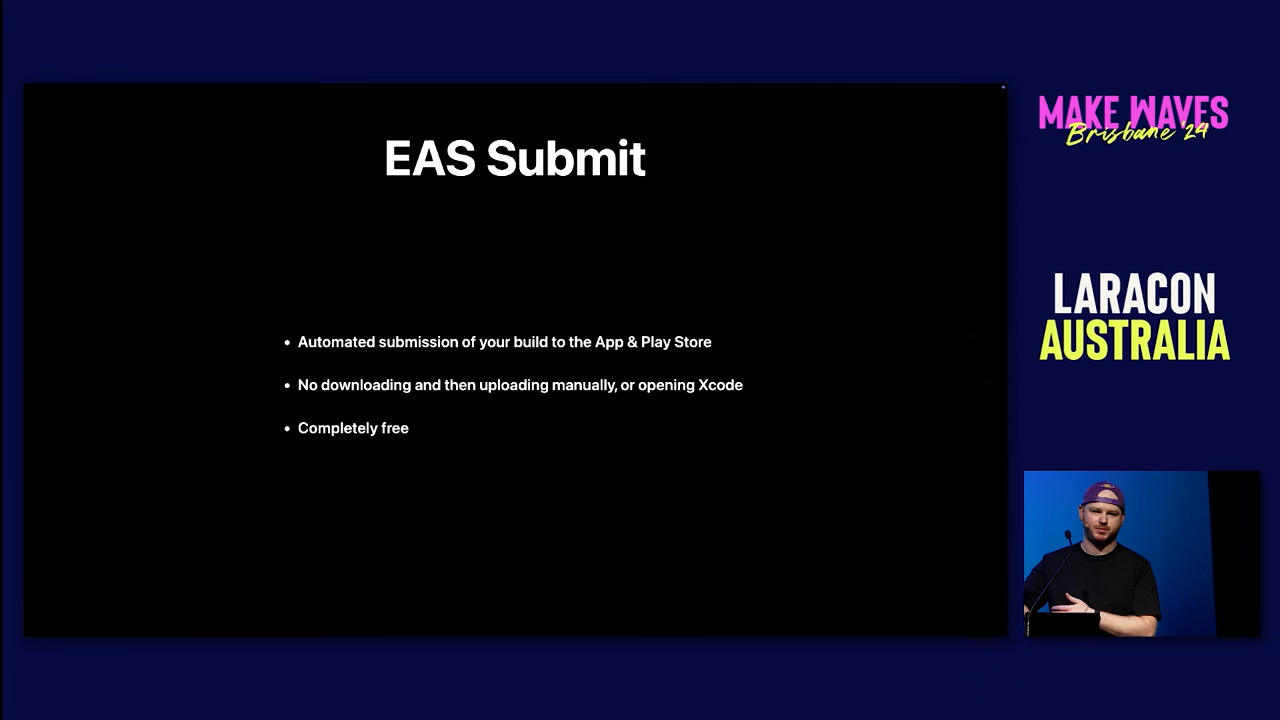 EAS Submit
• Automated submission of your build to the App & Play Store
• No downloading and then uploading manually, or opening Xcode
• Completely free
MAKE WAVES
Brisbane '24
LARACON
AUSTRALIA